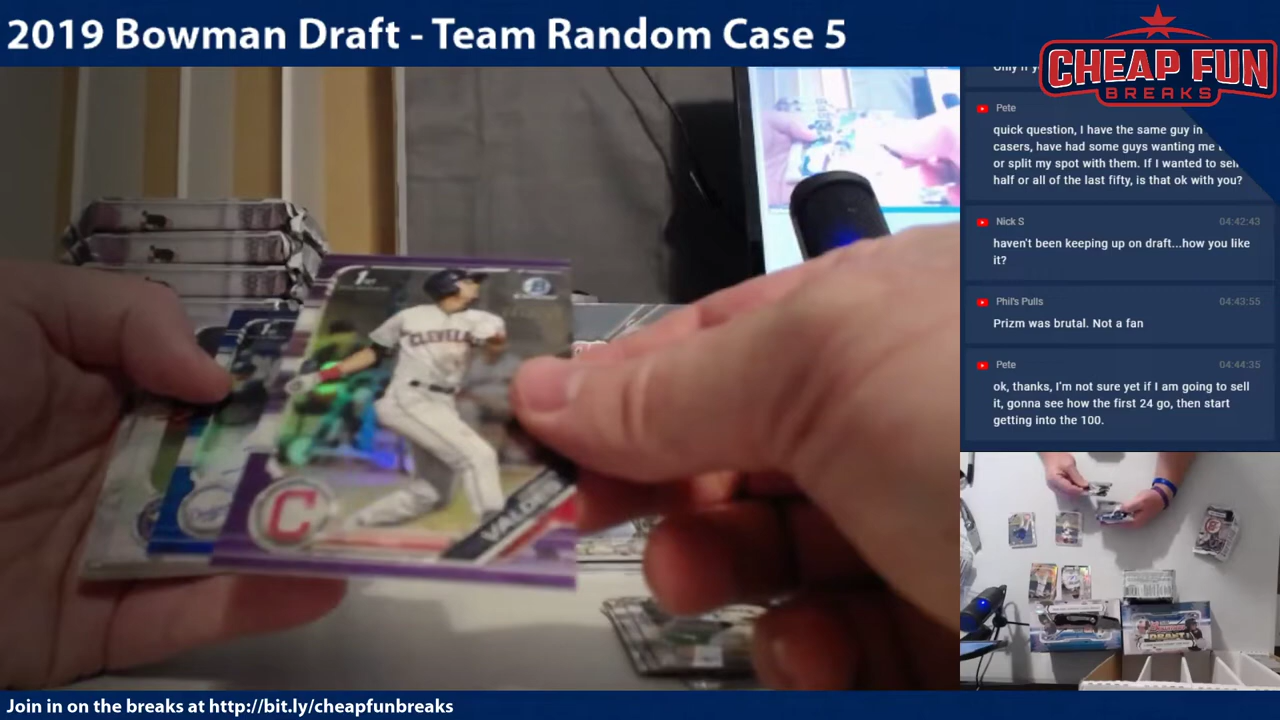 2019 Bowman Draft - Team Random Case 5
CHEAP FUN
BREAKS
Only if y
Pete
quick question, I have the same guy in
casers, have had some guys wanting me t
or split my spot with them. If I wanted to sell
half or all of the last fifty, is that ok with you?
Nick S 04:42:43
haven't been keeping up on draft...how you like
it?
Phil's Pulls 04:43:55
Prizm was brutal. Not a fan
Pete 04:44:35
ok, thanks, I'm not sure yet if I am going to sell
it, gonna see how the first 24 go, then start
getting into the 100.
1ST
CLEVELA
C
VALDES
DRAFT
Join in on the breaks at http://bit.ly/cheapfunbreaks